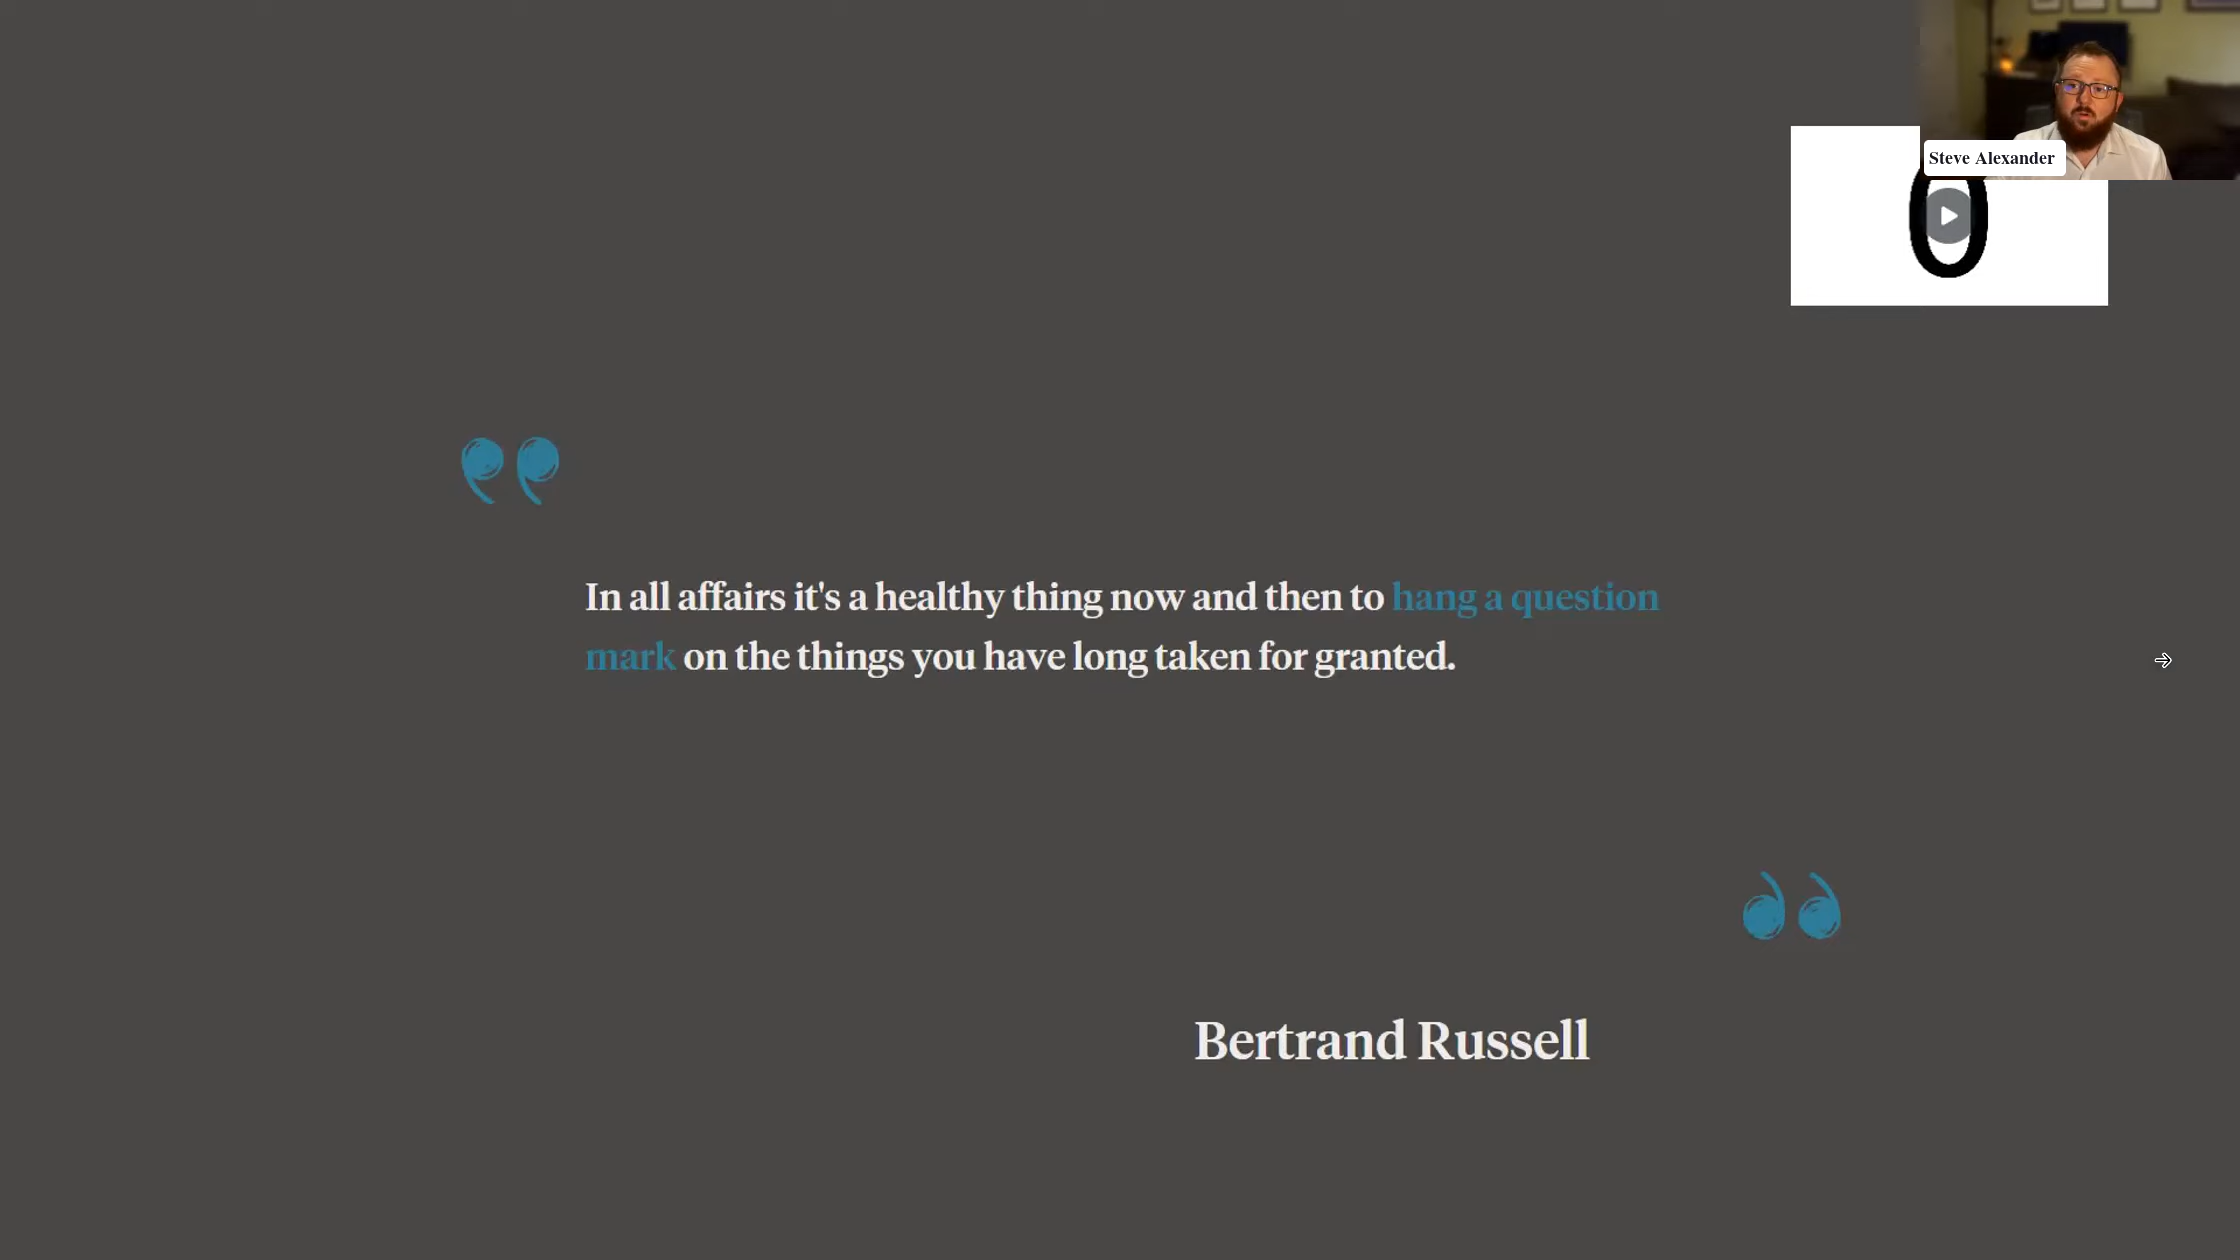 Steve Alexander
0
In all affairs it's a healthy thing now and then to hang a question
mark on the things you have long taken for granted.
Bertrand Russell